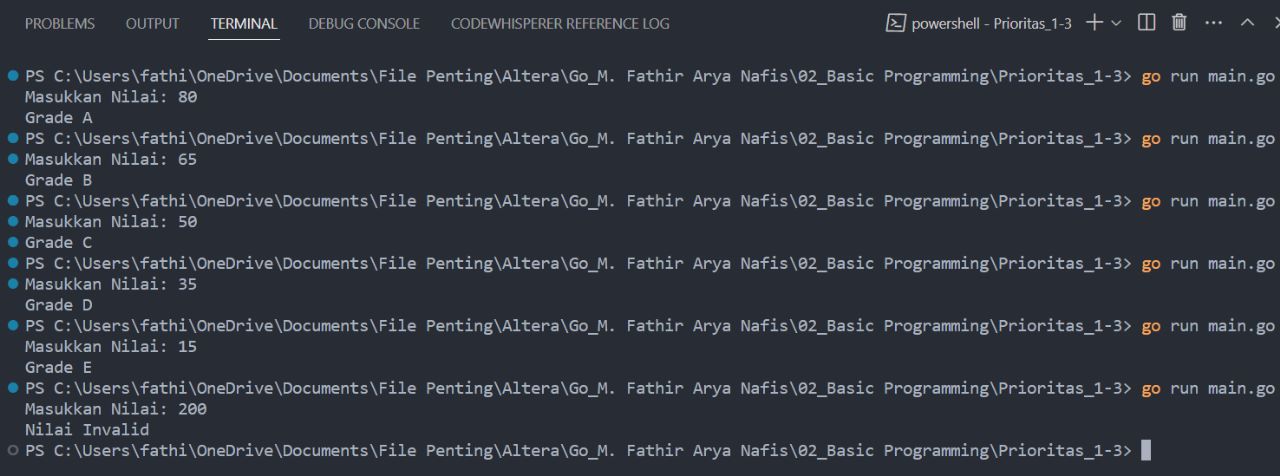 PROBLEMS OUTPUT TERMINAL DEBUG CONSOLE CODEWHISPERER REFERENCE LOG powershell - Prioritas_1-3
PS C:\Users\fathi\OneDrive\Documents\File Penting\Altera\Go_M. Fathir Arya Nafis\02_Basic Programming\Prioritas_1-3> go run main.go
Masukkan Nilai: 80
Grade A
PS C:\Users\fathi\OneDrive\Documents\File Penting\Altera\Go_M. Fathir Arya Nafis\02_Basic Programming\Prioritas_1-3> go run main.go
Masukkan Nilai: 65
Grade B
PS C:\Users\fathi\OneDrive\Documents\File Penting\Altera\Go_M. Fathir Arya Nafis\02_Basic Programming\Prioritas_1-3> go run main.go
Masukkan Nilai: 50
Grade C
PS C:\Users\fathi\OneDrive\Documents\File Penting\Altera\Go_M. Fathir Arya Nafis\02_Basic Programming\Prioritas_1-3> go run main.go
Masukkan Nilai: 35
Grade D
PS C:\Users\fathi\OneDrive\Documents\File Penting\Altera\Go_M. Fathir Arya Nafis\02_Basic Programming\Prioritas_1-3> go run main.go
Masukkan Nilai: 15
Grade E
PS C:\Users\fathi\OneDrive\Documents\File Penting\Altera\Go_M. Fathir Arya Nafis\02_Basic Programming\Prioritas_1-3> go run main.go
Masukkan Nilai: 200
Nilai Invalid
PS C:\Users\fathi\OneDrive\Documents\File Penting\Altera\Go_M. Fathir Arya Nafis\02_Basic Programming\Prioritas_1-3>